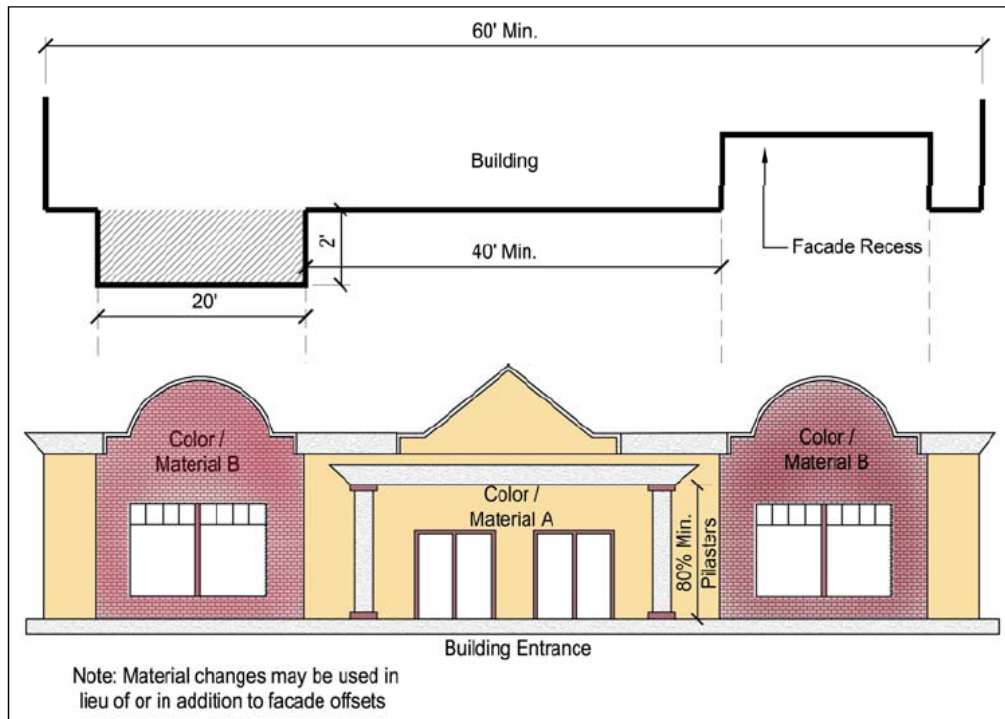 60' Min.
Building
2'
Facade Recess
40' Min.
20'
Color /
Material B
Color /
Material A
80% Min.
Pilasters
Color /
Material B
Building Entrance
Note: Material changes may be used in
lieu of or in addition to facade offsets